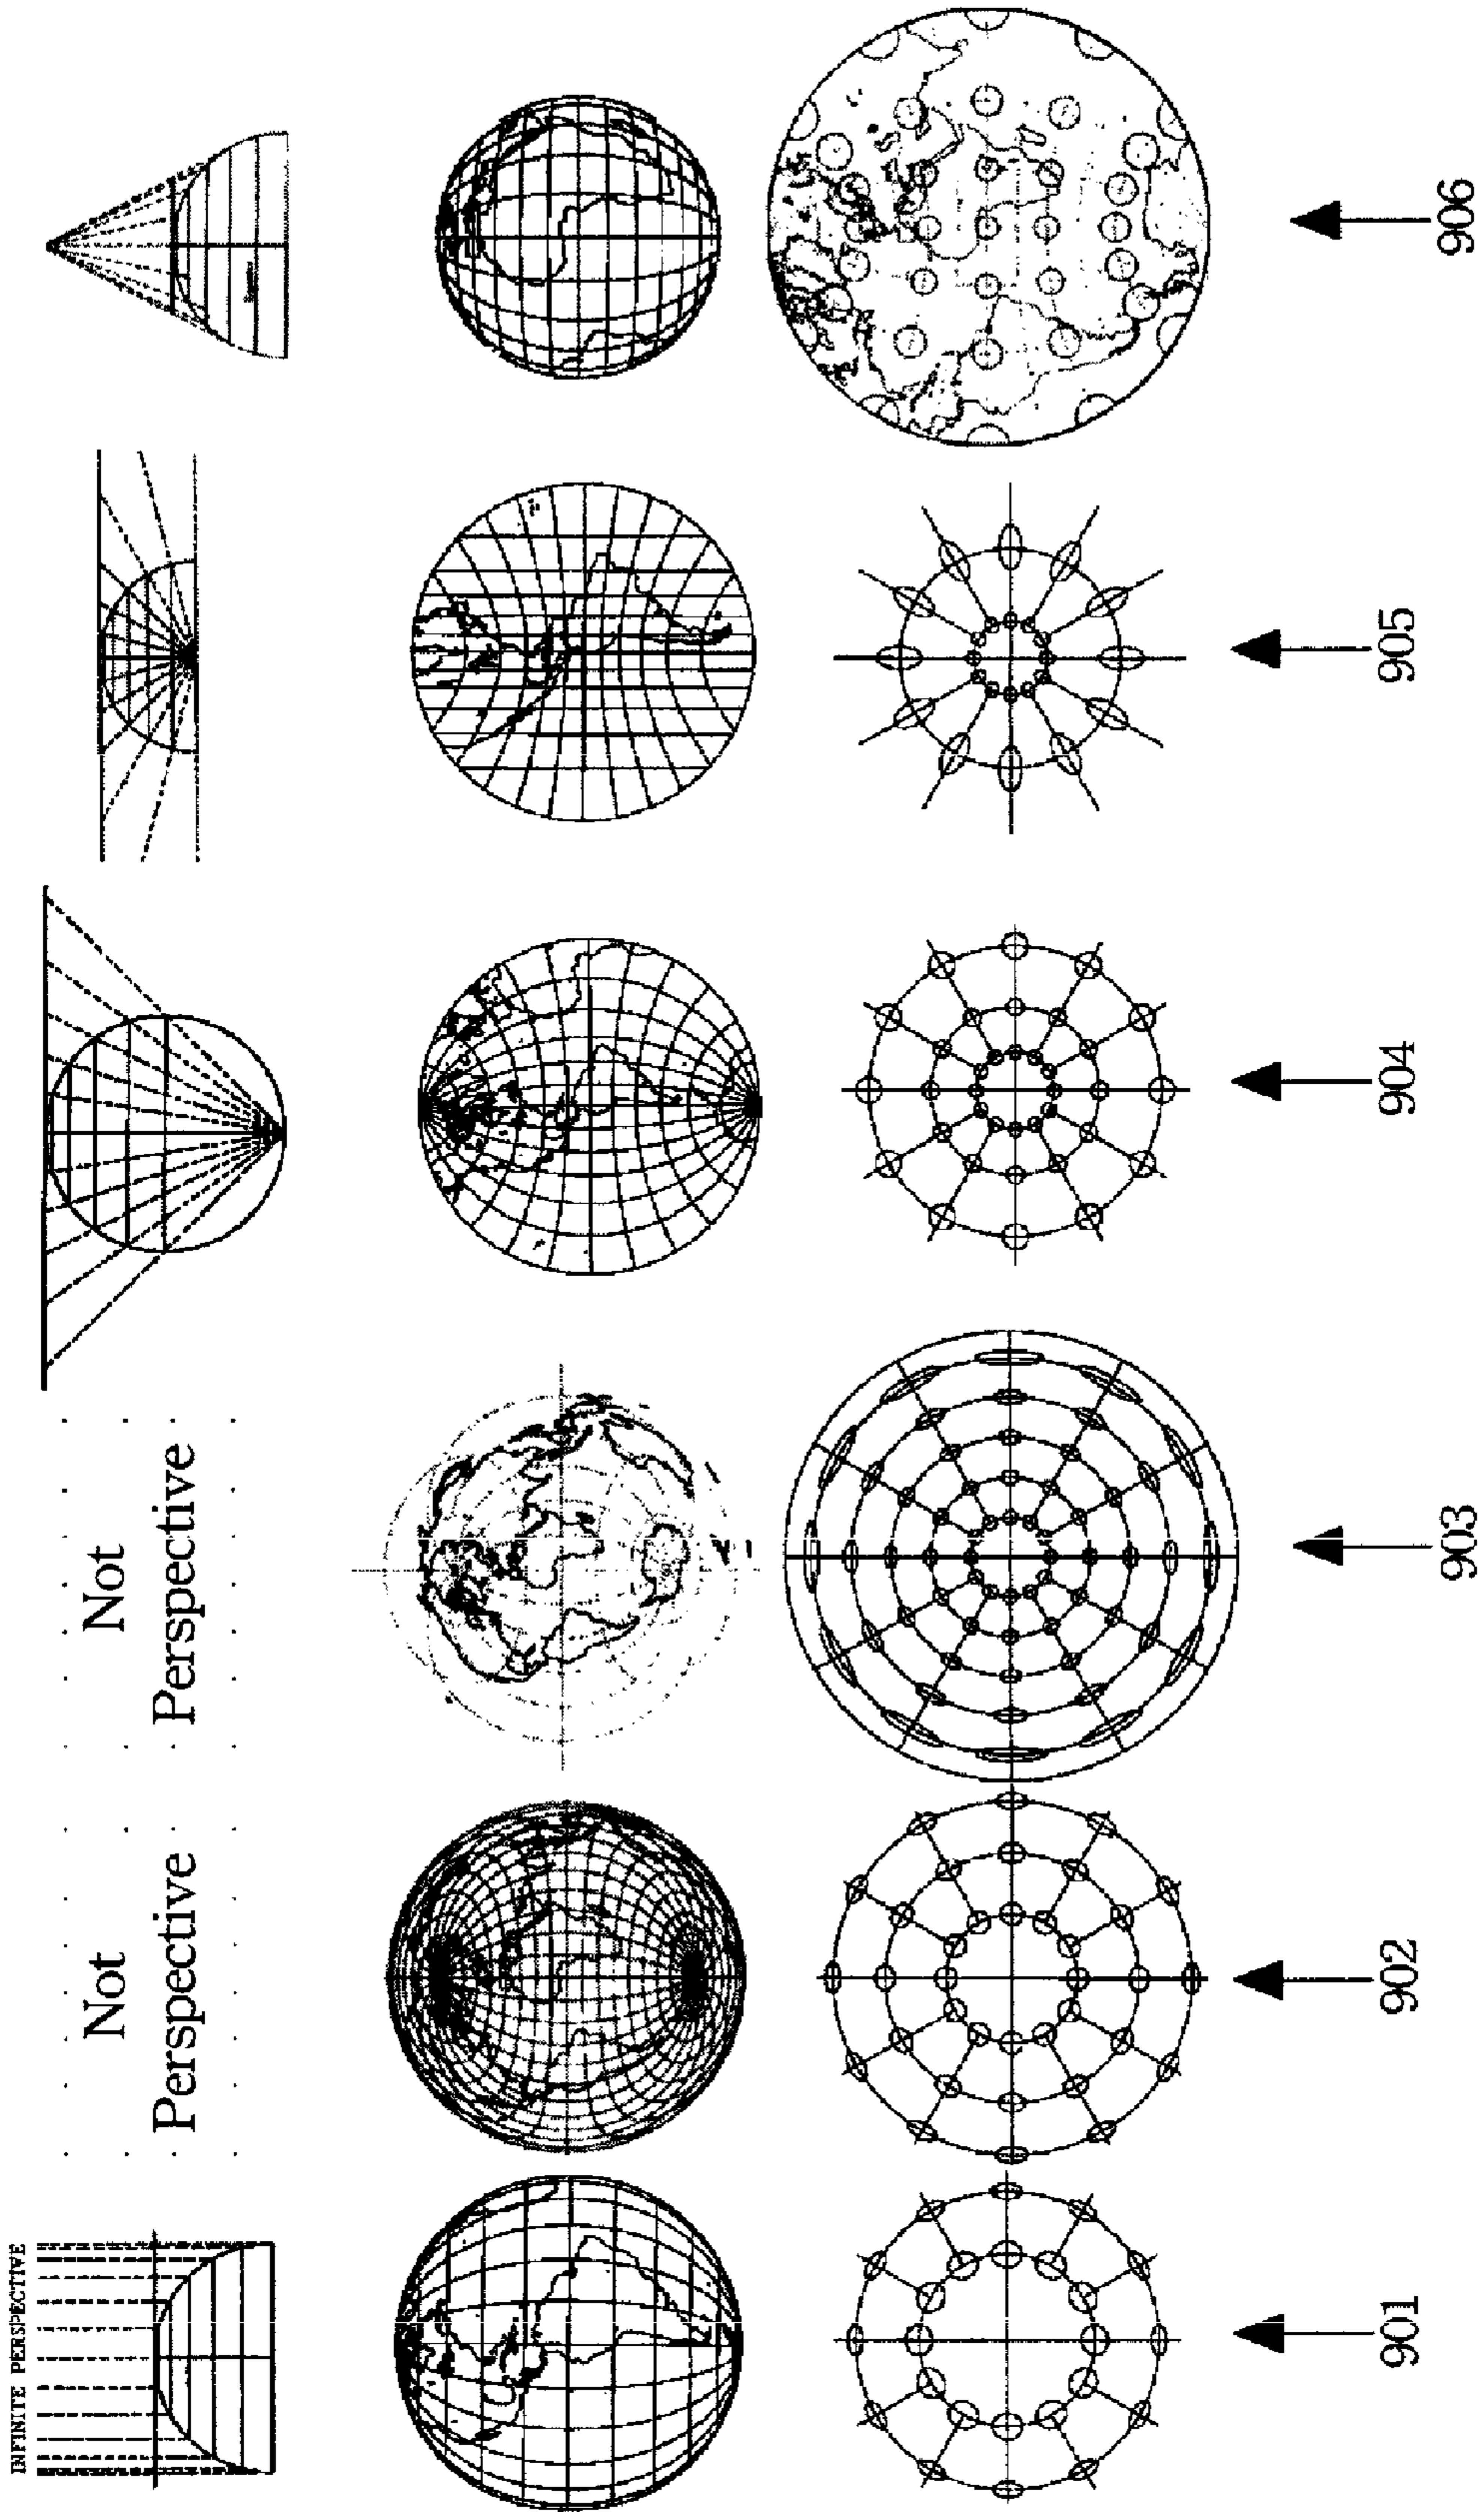 INFINITE PERSPECTIVE
Not
Perspective
Not
Perspective
901
902
903
904
905
906